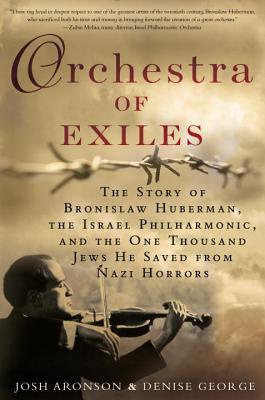 "I bow my head in deepest respect to one of the greatest artists of the twentieth century, Bronislaw Huberman,
who sacrificed both his time and money in bringing forward the creation of a great orchestra."
—Zubin Mehta, music director, Israel Philharmonic Orchestra
Orchestra
OF
EXILES
THE STORY OF
BRONISLAW HUBERMAN,
THE ISRAEL PHILHARMONIC,
AND THE ONE THOUSAND
JEWS HE SAVED FROM
NAZI HORRORS
JOSH ARONSON & DENISE GEORGE